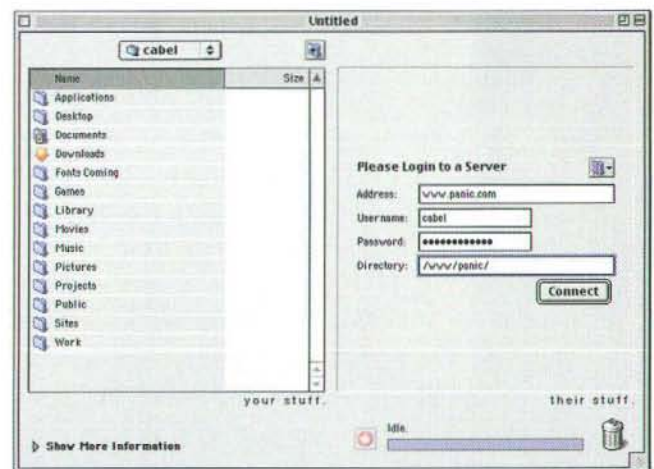 Untitled
cabel
Name Size
Applications
Desktop
Documents
Downloads
Fonts Coming
Games
Library
Movies
Music
Pictures
Projects
Public
Sites
Work
your stuff.
Show More Information
Please Login to a Server
Address: www.panic.com
Username: cabel
Password: ••••••••••••
Directory: /www/panic/
Connect
their stuff.
Idle.